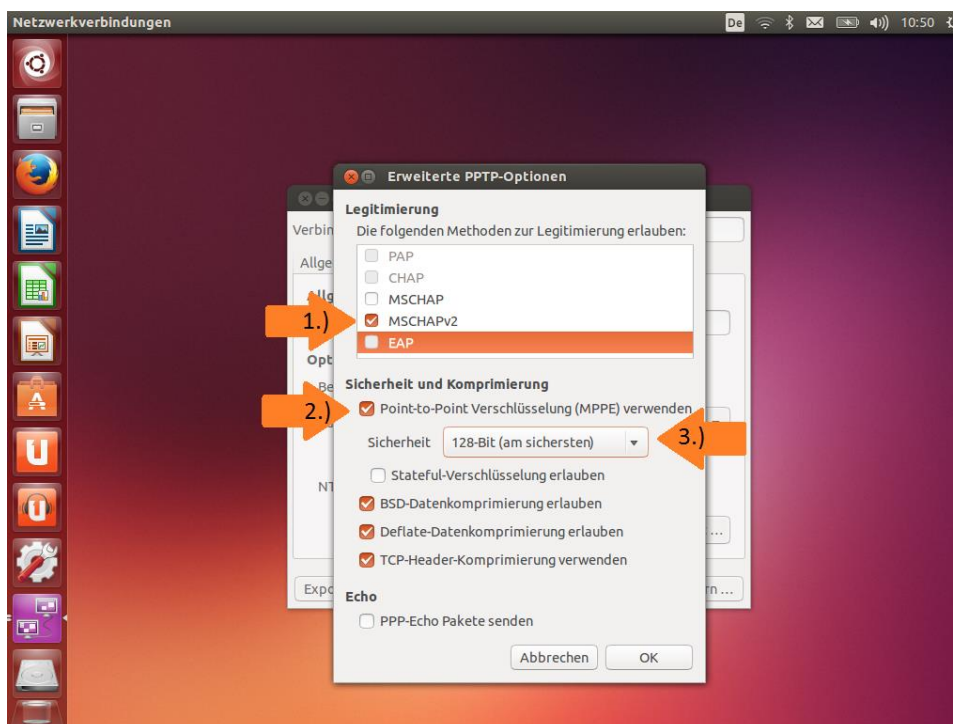 Netzwerkverbindungen
De
10:50
Erweiterte PPTP-Optionen
Legitimierung
Verbin
Die folgenden Methoden zur Legitimierung erlauben:
Allge
PAP
CHAP
MSCHAP
1.)
MSCHAPv2
EAP
Opt
Sicherheit und Komprimierung
Be
2.)
Point-to-Point Verschlüsselung (MPPE) verwenden
Sicherheit
128-Bit (am sichersten)
3.)
Stateful-Verschlüsselung erlauben
NT
BSD-Datenkomprimierung erlauben
Deflate-Datenkomprimierung erlauben
...
TCP-Header-Komprimierung verwenden
Expo
rn ...
Echo
PPP-Echo Pakete senden
Abbrechen
OK